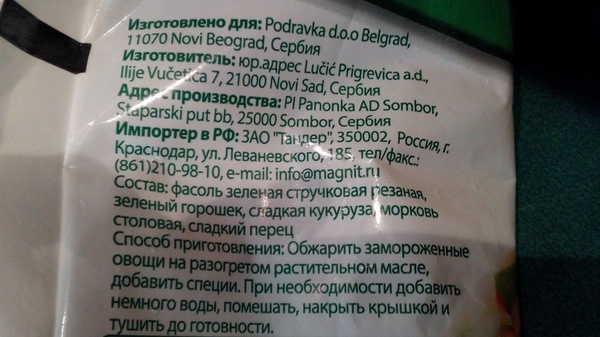 Изготовлено для: Podravka d.o.o Belgrad,
11070 Novi Beograd, Сербия
Изготовитель: юр.адрес Lučić Prigrevica a.d.,
Ilije Vučetića 7, 21000 Novi Sad, Сербия
Адрес производства: PI Panonka AD Sombor,
Staparski put bb, 25000 Sombor, Сербия
Импортер в РФ: ЗАО "Тандер", 350002, Россия, г.
Краснодар, ул. Леваневского, 185, тел/факс.:
(861)210-98-10, e-mail: info@magnit.ru
Состав: фасоль зеленая стручковая резаная,
зеленый горошек, сладкая кукуруза, морковь
столовая, сладкий перец
Способ приготовления: Обжарить замороженные
овощи на разогретом растительном масле,
добавить специи. При необходимости добавить
немного воды, помешать, накрыть крышкой и
тушить до готовности.